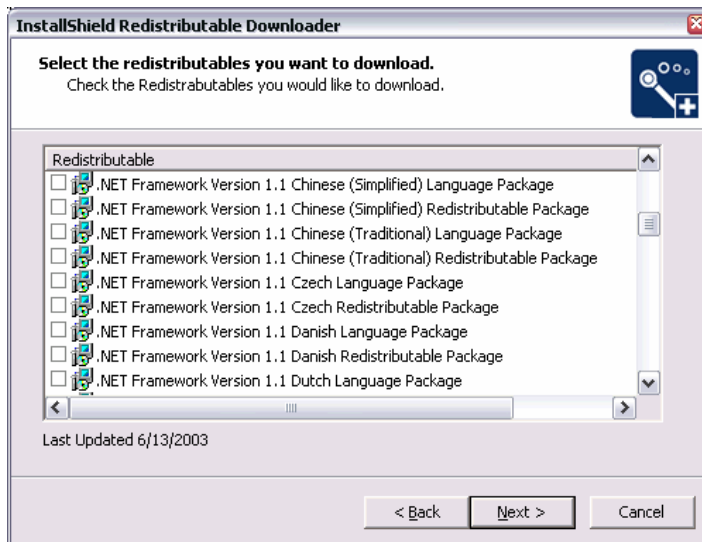 InstallShield Redistributable Downloader
Select the redistributables you want to download.
Check the Redistrabutables you would like to download.
Redistributable
.NET Framework Version 1.1 Chinese (Simplified) Language Package
.NET Framework Version 1.1 Chinese (Simplified) Redistributable Package
.NET Framework Version 1.1 Chinese (Traditional) Language Package
.NET Framework Version 1.1 Chinese (Traditional) Redistributable Package
.NET Framework Version 1.1 Czech Language Package
.NET Framework Version 1.1 Czech Redistributable Package
.NET Framework Version 1.1 Danish Language Package
.NET Framework Version 1.1 Danish Redistributable Package
.NET Framework Version 1.1 Dutch Language Package
Last Updated 6/13/2003
< Back Next > Cancel